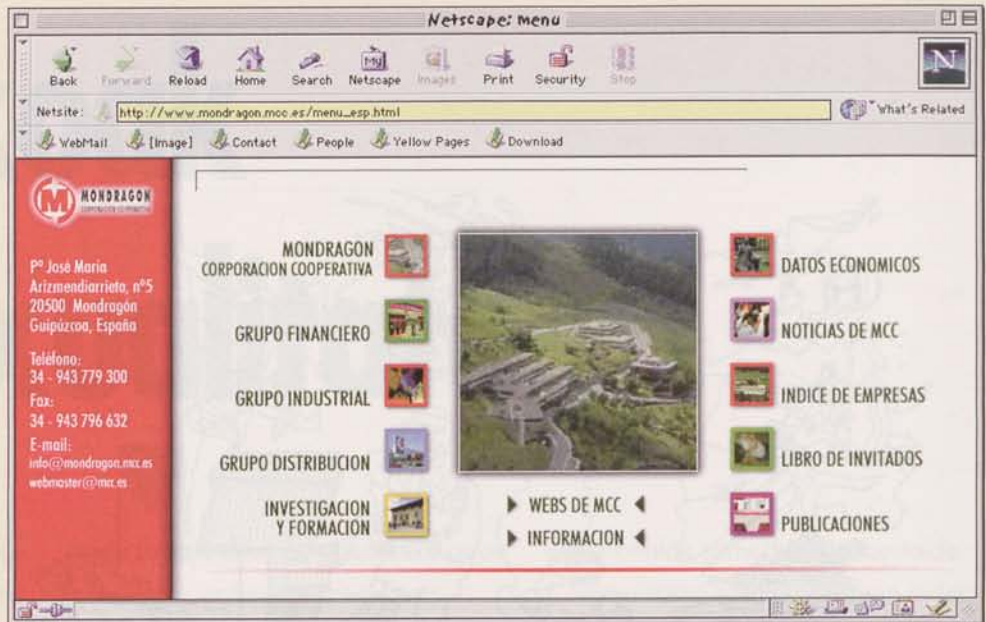 Netscape: menu
Back Forward Reload Home Search Netscape Images Print Security Stop
My
N
Netsite: http://www.mondragon.mcc.es/menu_esp.html What's Related
WebMail [Image] Contact People Yellow Pages Download
M MONDRAGON
CORPORACION COOPERATIVA
Pº José María
Arizmendiarrieta, nº5
20500 Mondragón
Guipúzcoa, España
Teléfono:
34 - 943 779 300
Fax:
34 - 943 796 632
E-mail:
info@mondragon.mcc.es
webmaster@mcc.es
MONDRAGON
CORPORACION COOPERATIVA
GRUPO FINANCIERO
GRUPO INDUSTRIAL
GRUPO DISTRIBUCION
INVESTIGACION
Y FORMACION
WEBS DE MCC
INFORMACION
DATOS ECONOMICOS
NOTICIAS DE MCC
INDICE DE EMPRESAS
LIBRO DE INVITADOS
PUBLICACIONES